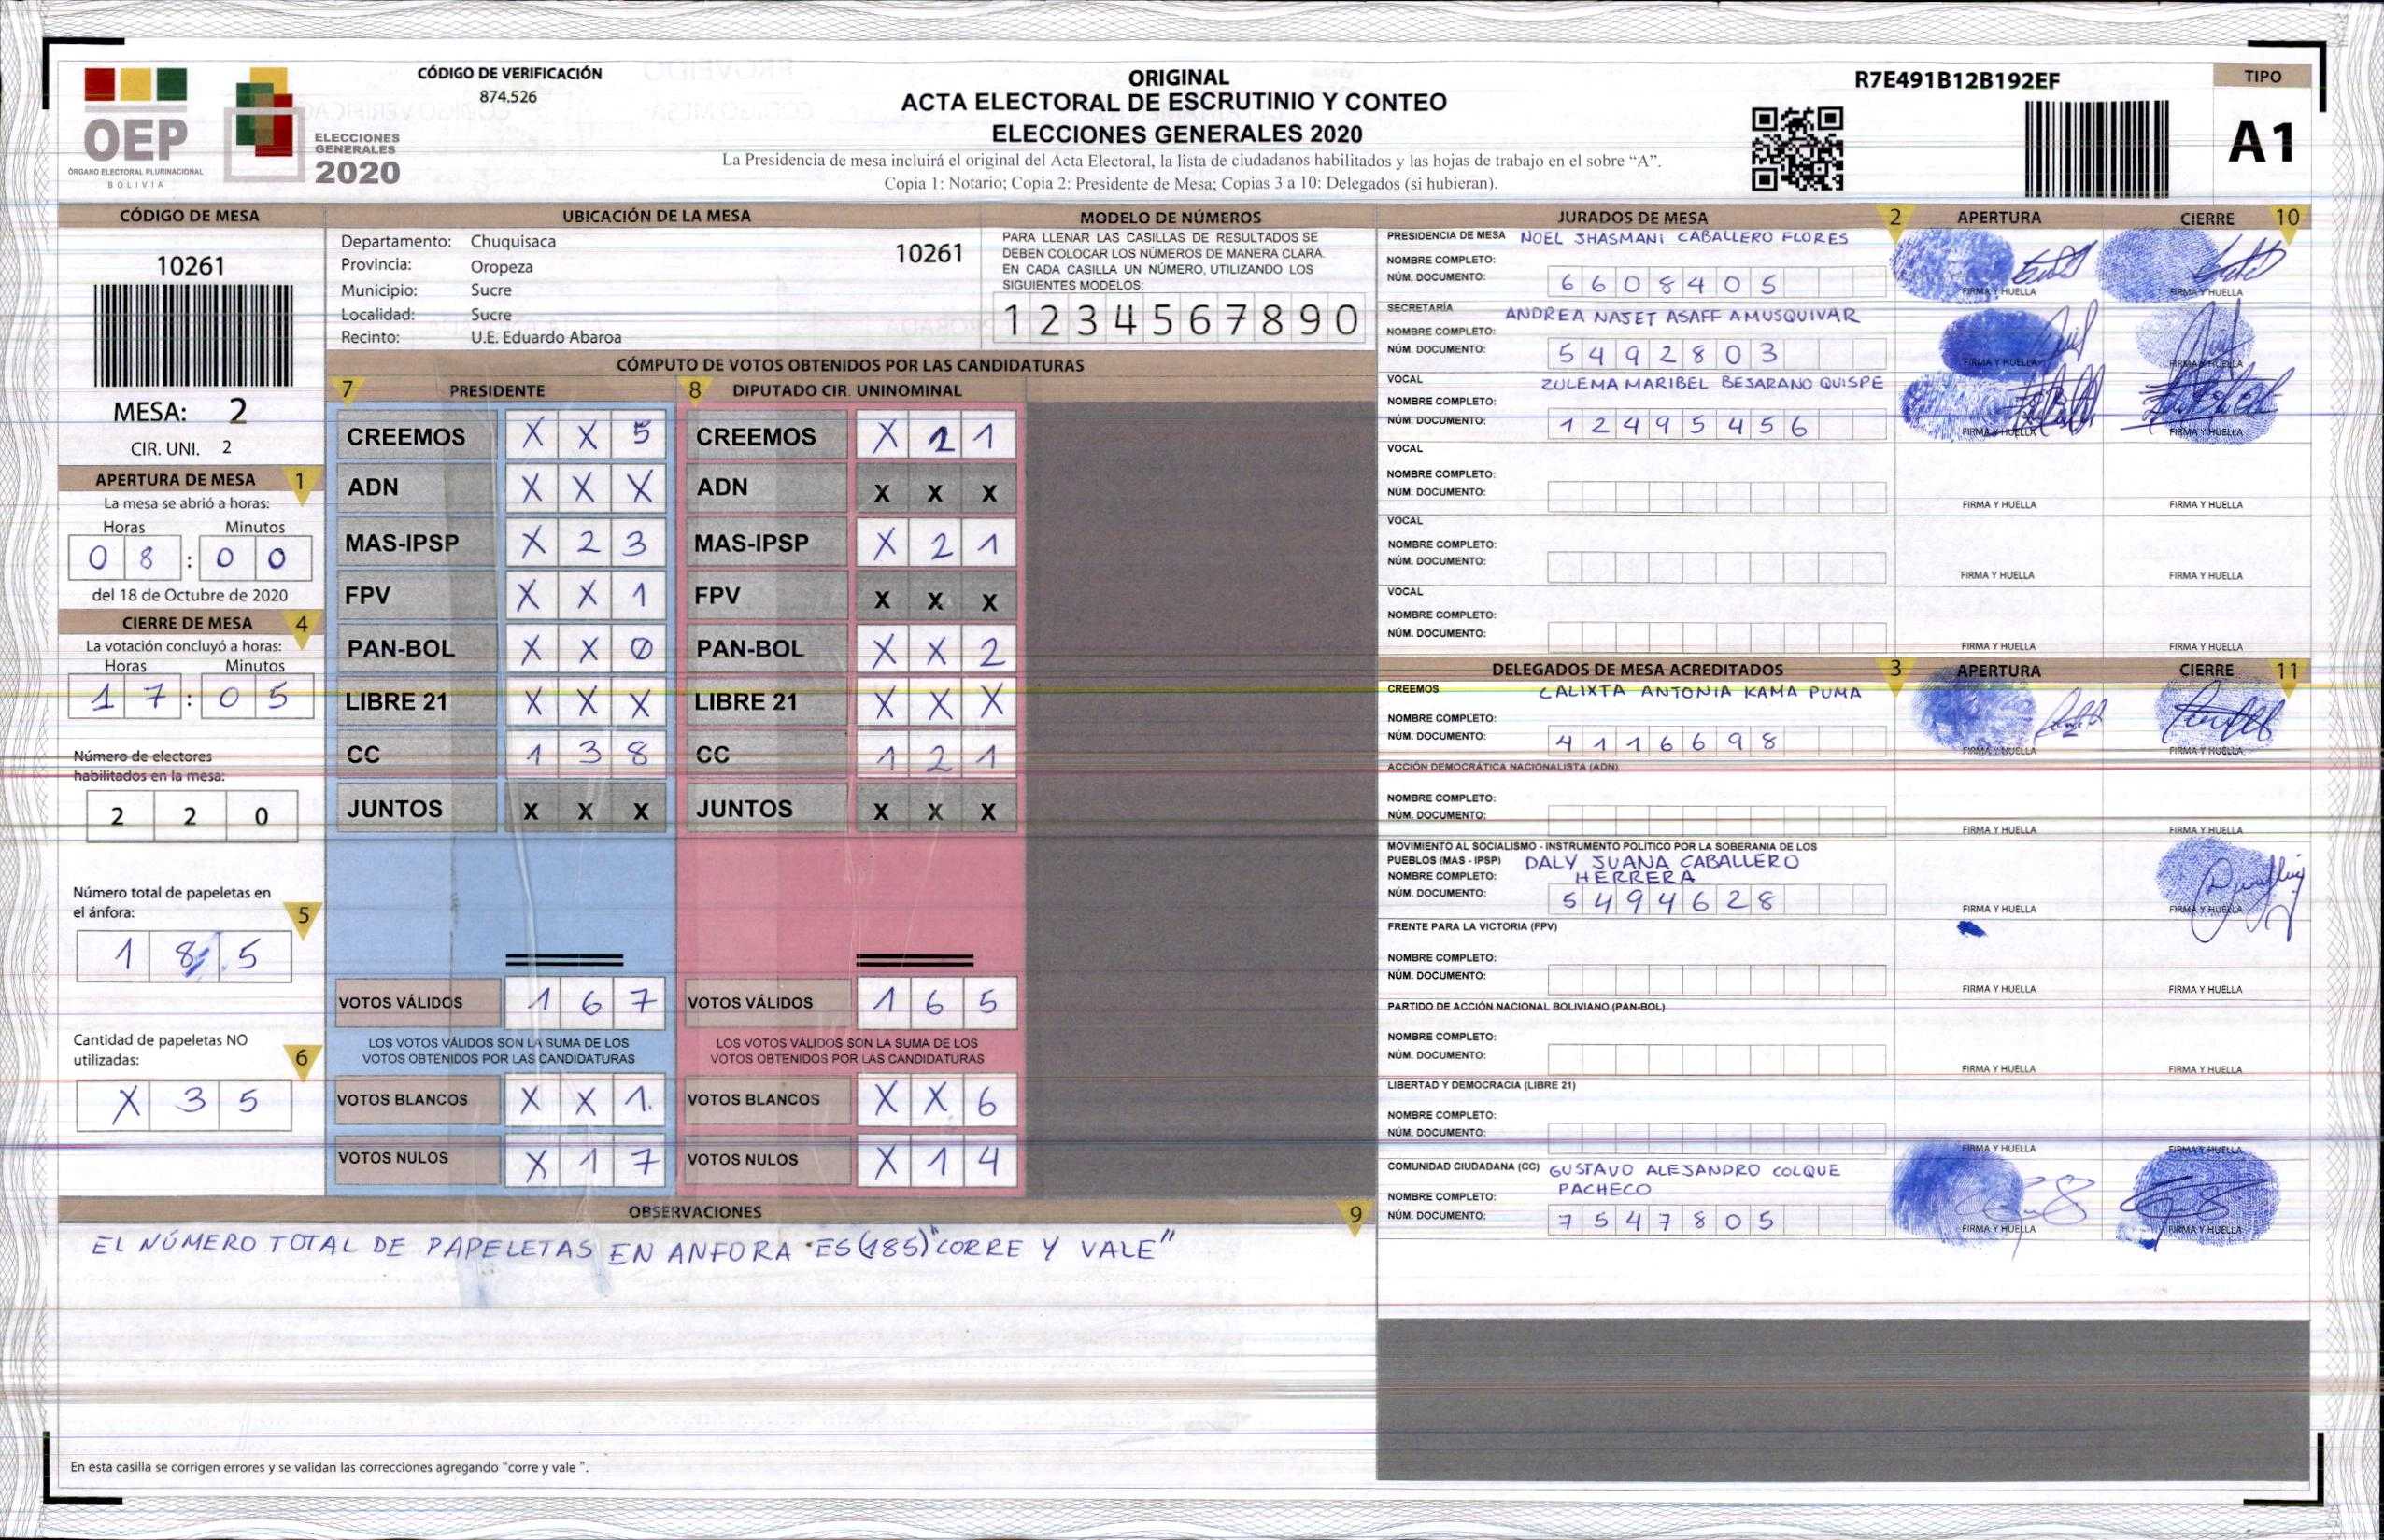 OEP
ÓRGANO ELECTORAL PLURINACIONAL
BOLIVIA
ELECCIONES
GENERALES
2020
CÓDIGO DE VERIFICACIÓN
874.526
ORIGINAL
ACTA ELECTORAL DE ESCRUTINIO Y CONTEO
ELECCIONES GENERALES 2020
La Presidencia de mesa incluirá el original del Acta Electoral, la lista de ciudadanos habilitados y las hojas de trabajo en el sobre “A”.
Copia 1: Notario; Copia 2: Presidente de Mesa; Copias 3 a 10: Delegados (si hubieran).
R7E491B12B192EF
TIPO
A1
CÓDIGO DE MESA
10261
MESA: 2
CIR. UNI. 2
APERTURA DE MESA 1
La mesa se abrió a horas:
Horas Minutos
0 8 : 0 0
del 18 de Octubre de 2020
CIERRE DE MESA 4
La votación concluyó a horas:
Horas Minutos
1 7 : 0 5
Número de electores
habilitados en la mesa:
2 2 0
Número total de papeletas en
el ánfora: 5
1 8 5
Cantidad de papeletas NO
utilizadas: 6
X 3 5
UBICACIÓN DE LA MESA
Departamento: Chuquisaca 10261
Provincia: Oropeza
Municipio: Sucre
Localidad: Sucre
Recinto: U.E. Eduardo Abaroa
MODELO DE NÚMEROS
PARA LLENAR LAS CASILLAS DE RESULTADOS SE
DEBEN COLOCAR LOS NÚMEROS DE MANERA CLARA.
EN CADA CASILLA UN NÚMERO, UTILIZANDO LOS
SIGUIENTES MODELOS:
1 2 3 4 5 6 7 8 9 0
CÓMPUTO DE VOTOS OBTENIDOS POR LAS CANDIDATURAS
7 PRESIDENTE 8 DIPUTADO CIR. UNINOMINAL
CREEMOS X X 5 CREEMOS X 2 1
ADN X X X ADN X X X
MAS-IPSP X 2 3 MAS-IPSP X 2 1
FPV X X 1 FPV X X X
PAN-BOL X X 0 PAN-BOL X X 2
LIBRE 21 X X X LIBRE 21 X X X
CC 1 3 8 CC 1 2 1
JUNTOS X X X JUNTOS X X X
VOTOS VÁLIDOS 1 6 7 VOTOS VÁLIDOS 1 6 5
LOS VOTOS VÁLIDOS SON LA SUMA DE LOS LOS VOTOS VÁLIDOS SON LA SUMA DE LOS
VOTOS OBTENIDOS POR LAS CANDIDATURAS VOTOS OBTENIDOS POR LAS CANDIDATURAS
VOTOS BLANCOS X X 1 VOTOS BLANCOS X X 6
VOTOS NULOS X 1 7 VOTOS NULOS X 1 4
OBSERVACIONES 9
EL NÚMERO TOTAL DE PAPELETAS EN ANFORA ES (185) "CORRE Y VALE"
En esta casilla se corrigen errores y se validan las correcciones agregando “corre y vale ”.
JURADOS DE MESA 2 APERTURA CIERRE 10
PRESIDENCIA DE MESA NOEL JHASMANI CABALLERO FLORES
NOMBRE COMPLETO:
NÚM. DOCUMENTO: 6 6 0 8 4 0 5
FIRMA Y HUELLA FIRMA Y HUELLA
SECRETARÍA ANDREA NAJET ASAFF AMUSQUIVAR
NOMBRE COMPLETO:
NÚM. DOCUMENTO: 5 4 9 2 8 0 3
FIRMA Y HUELLA FIRMA Y HUELLA
VOCAL ZULEMA MARIBEL BEJARANO QUISPE
NOMBRE COMPLETO:
NÚM. DOCUMENTO: 1 2 4 9 5 4 5 6
FIRMA Y HUELLA FIRMA Y HUELLA
VOCAL
NOMBRE COMPLETO:
NÚM. DOCUMENTO:
FIRMA Y HUELLA FIRMA Y HUELLA
VOCAL
NOMBRE COMPLETO:
NÚM. DOCUMENTO:
FIRMA Y HUELLA FIRMA Y HUELLA
VOCAL
NOMBRE COMPLETO:
NÚM. DOCUMENTO:
FIRMA Y HUELLA FIRMA Y HUELLA
DELEGADOS DE MESA ACREDITADOS 3 APERTURA CIERRE 11
CREEMOS CALIXTA ANTONIA KAMA PUMA
NOMBRE COMPLETO:
NÚM. DOCUMENTO: 4 1 1 6 6 9 8
FIRMA Y HUELLA FIRMA Y HUELLA
ACCIÓN DEMOCRÁTICA NACIONALISTA (ADN)
NOMBRE COMPLETO:
NÚM. DOCUMENTO:
FIRMA Y HUELLA FIRMA Y HUELLA
MOVIMIENTO AL SOCIALISMO - INSTRUMENTO POLÍTICO POR LA SOBERANIA DE LOS
PUEBLOS (MAS - IPSP) DALY JUANA CABALLERO
NOMBRE COMPLETO: HERRERA
NÚM. DOCUMENTO: 5 4 9 4 6 2 8
FIRMA Y HUELLA FIRMA Y HUELLA
FRENTE PARA LA VICTORIA (FPV)
NOMBRE COMPLETO:
NÚM. DOCUMENTO:
FIRMA Y HUELLA FIRMA Y HUELLA
PARTIDO DE ACCIÓN NACIONAL BOLIVIANO (PAN-BOL)
NOMBRE COMPLETO:
NÚM. DOCUMENTO:
FIRMA Y HUELLA FIRMA Y HUELLA
LIBERTAD Y DEMOCRACIA (LIBRE 21)
NOMBRE COMPLETO:
NÚM. DOCUMENTO:
FIRMA Y HUELLA FIRMA Y HUELLA
COMUNIDAD CIUDADANA (CC) GUSTAVO ALEJANDRO COLQUE
PACHECO
NOMBRE COMPLETO:
NÚM. DOCUMENTO: 7 5 4 7 8 0 5
FIRMA Y HUELLA FIRMA Y HUELLA